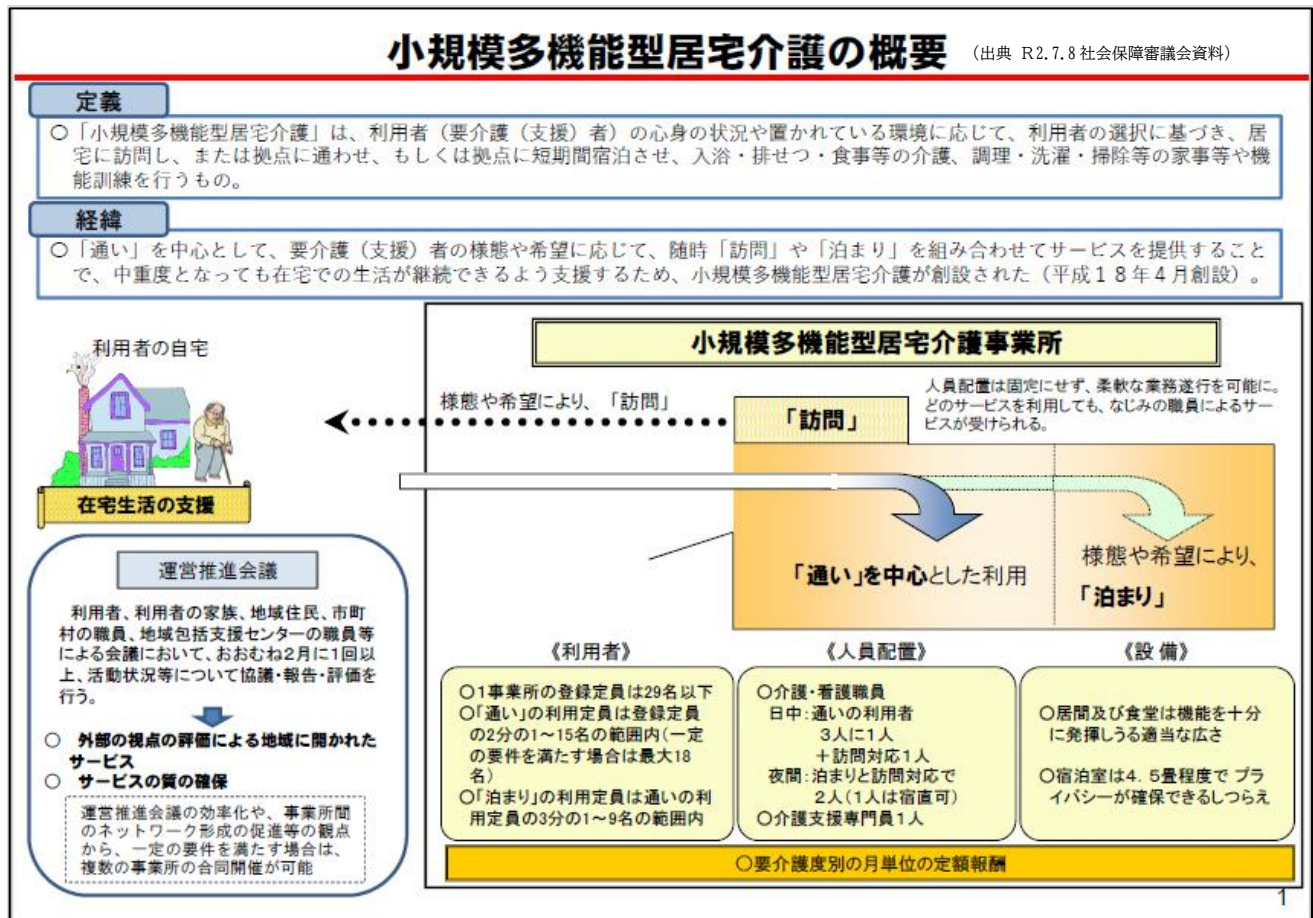 小規模多機能型居宅介護の概要 （出典 R2.7.8社会保障審議会資料）
定義
○「小規模多機能型居宅介護」は、利用者（要介護（支援）者）の心身の状況や置かれている環境に応じて、利用者の選択に基づき、居
宅に訪問し、または拠点に通わせ、もしくは拠点に短期間宿泊させ、入浴・排せつ・食事等の介護、調理・洗濯・掃除等の家事等や機
能訓練を行うもの。
経緯
○「通い」を中心として、要介護（支援）者の様態や希望に応じて、随時「訪問」や「泊まり」を組み合わせてサービスを提供すること
で、中重度となっても在宅での生活が継続できるよう支援するため、小規模多機能型居宅介護が創設された（平成１８年４月創設）。
利用者の自宅
在宅生活の支援
運営推進会議
利用者、利用者の家族、地域住民、市町
村の職員、地域包括支援センターの職員等
による会議において、おおむね2月に1回以
上、活動状況等について協議・報告・評価を
行う。
○ 外部の視点の評価による地域に開かれた
サービス
○ サービスの質の確保
運営推進会議の効率化や、事業所間
のネットワーク形成の促進等の観点
から、一定の要件を満たす場合は、
複数の事業所の合同開催が可能
小規模多機能型居宅介護事業所
様態や希望により、「訪問」
「訪問」
人員配置は固定にせず、柔軟な業務遂行を可能に。
どのサービスを利用しても、なじみの職員によるサー
ビスが受けられる。
「通い」を中心とした利用
様態や希望により、
「泊まり」
《利用者》
○1事業所の登録定員は29名以下
○「通い」の利用定員は登録定員
の2分の1～15名の範囲内（一定
の要件を満たす場合は最大18
名）
○「泊まり」の利用定員は通いの利
用定員の3分の1～9名の範囲内
《人員配置》
○介護・看護職員
日中：通いの利用者
3人に1人
＋訪問対応1人
夜間：泊まりと訪問対応で
2人（1人は宿直可）
○介護支援専門員1人
《設 備》
○居間及び食堂は機能を十分
に発揮しうる適当な広さ
○宿泊室は4．5畳程度で プラ
イバシーが確保できるしつらえ
○要介護度別の月単位の定額報酬
1